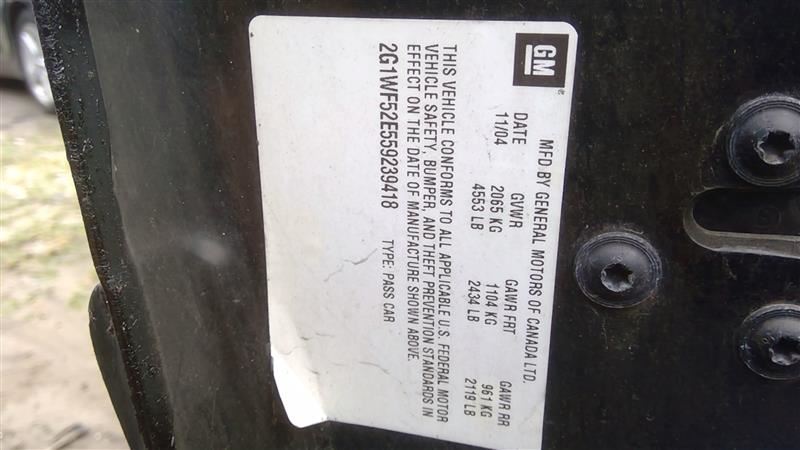 GM
MFD BY GENERAL MOTORS OF CANADA LTD.
DATE GVWR GAWR FRT GAWR RR
11/04 2065 KG 1104 KG 961 KG
4553 LB 2434 LB 2119 LB
THIS VEHICLE CONFORMS TO ALL APPLICABLE U.S. FEDERAL MOTOR
VEHICLE SAFETY, BUMPER, AND THEFT PREVENTION STANDARDS IN
EFFECT ON THE DATE OF MANUFACTURE SHOWN ABOVE.
2G1WF52E559239418 TYPE: PASS CAR